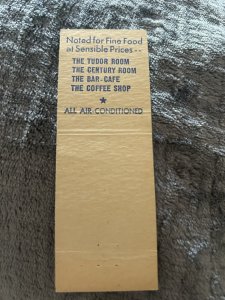 Noted for Fine Food
at Sensible Prices --
THE TUDOR ROOM
THE CENTURY ROOM
THE BAR-CAFE
THE COFFEE SHOP
★
ALL AIR-CONDITIONED